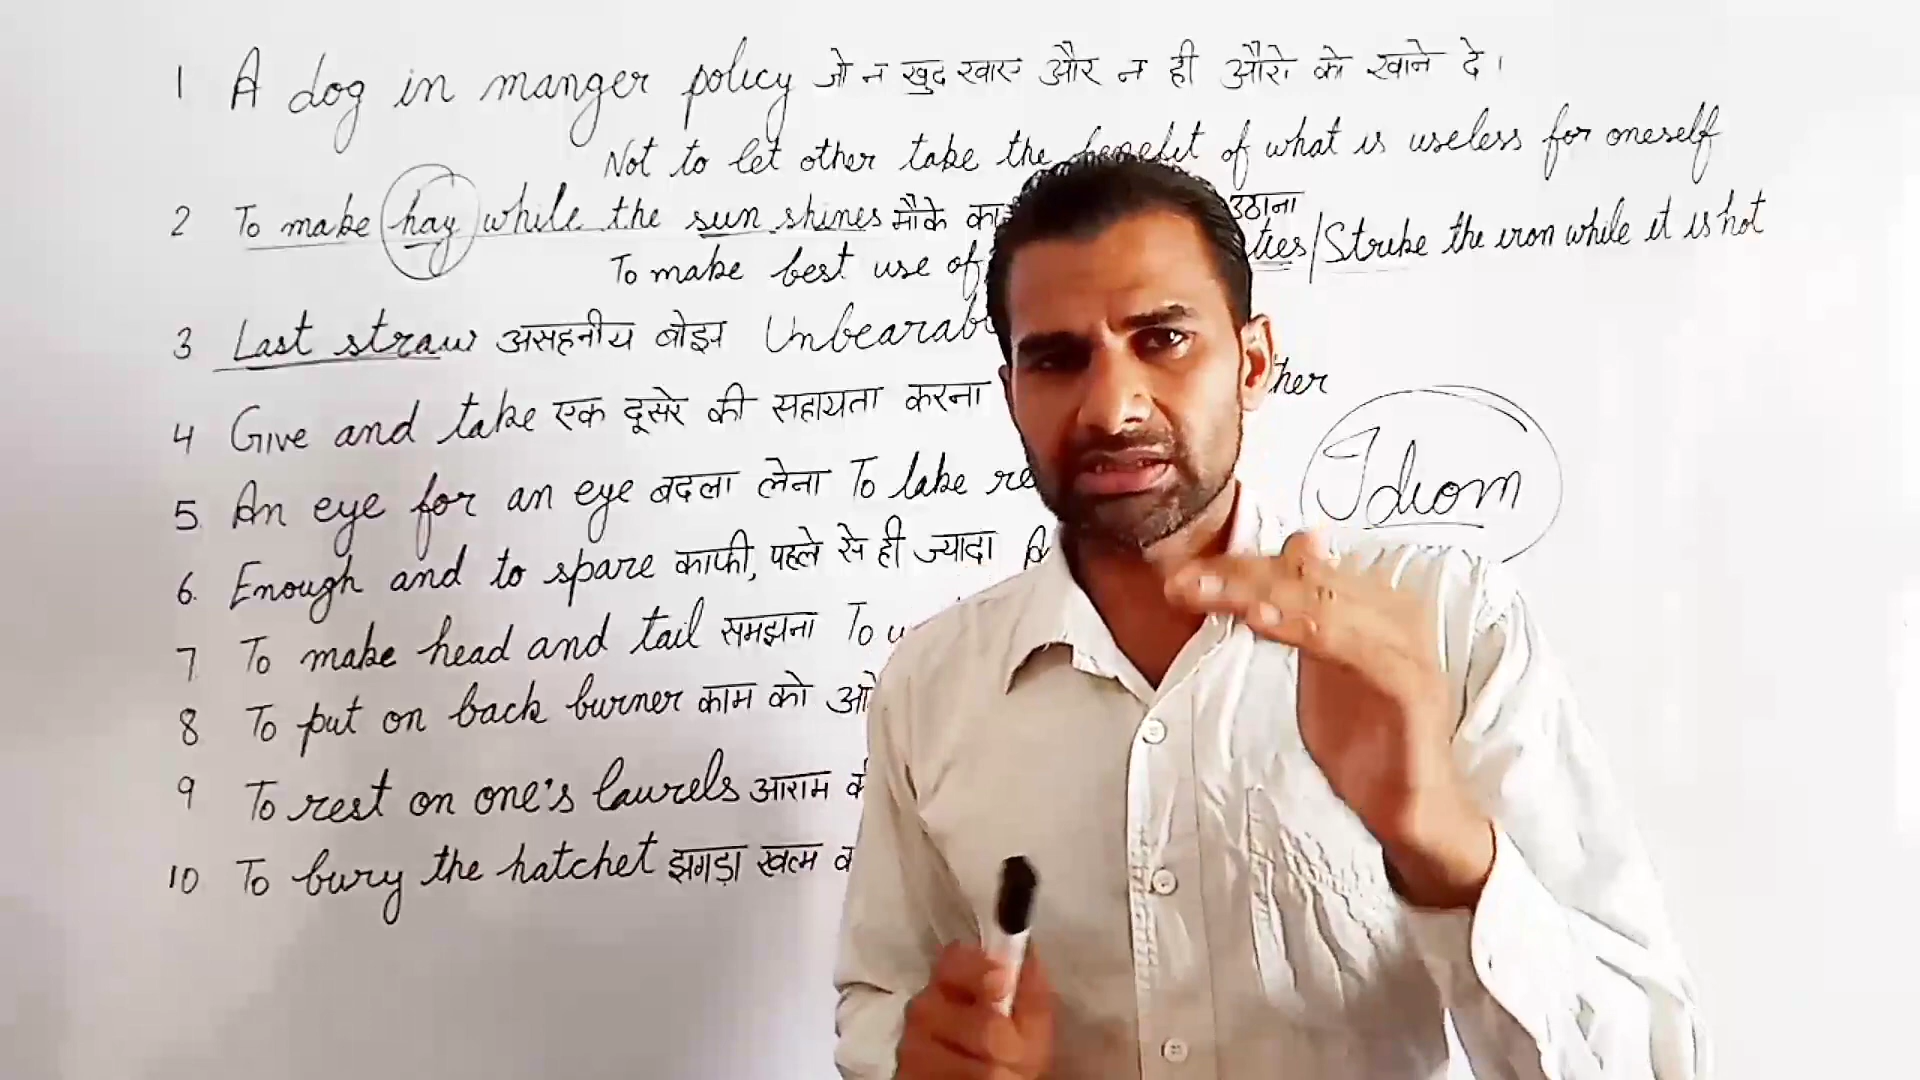 1 A dog in manger policy जो न खुद खाए और न ही औरो को खाने दे।
Not to let other take the benefit of what is useless for oneself
2 To make hay while the sun shines मौके का उठाना
To make best use of /Strike the iron while it is hot
3 Last straw असहनीय बोझ
4 Give and take एक दूसरे की सहायता करना
5. An eye for an eye बदला लेना To take
6. Enough and to spare काफी, पहले से ही ज्यादा
7 To make head and tail समझना To
8 To put on back burner काम को
9 To rest on one's laurels आराम
10 To bury the hatchet झगड़ा खत्म
Idiom